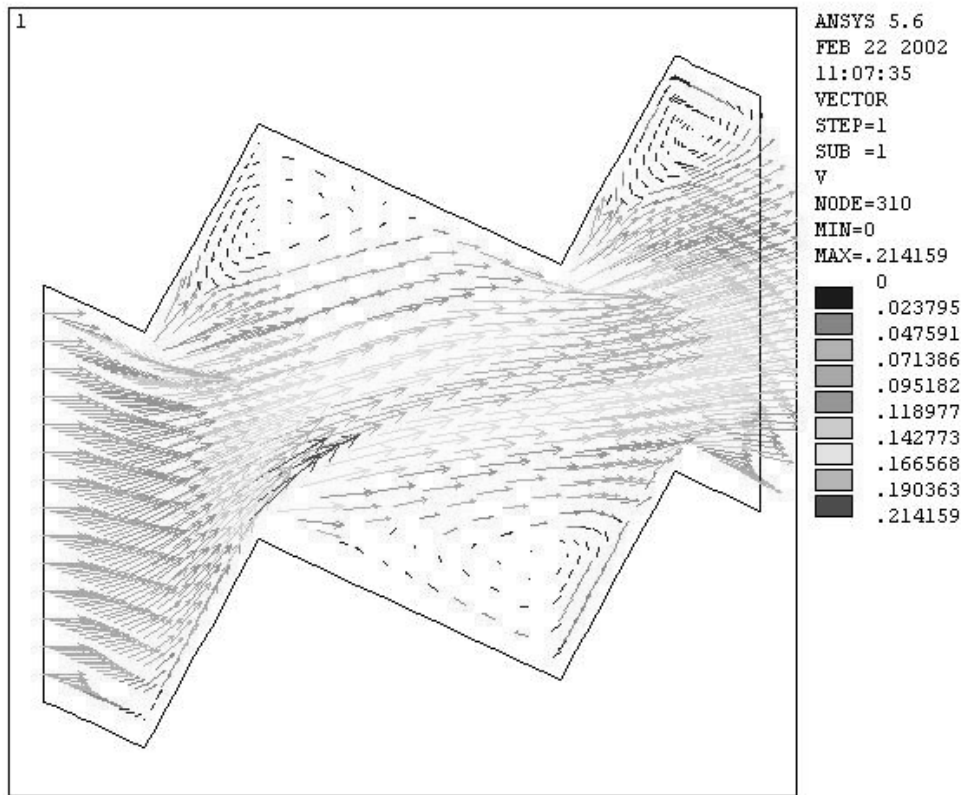 1
ANSYS 5.6
FEB 22 2002
11:07:35
VECTOR
STEP=1
SUB =1
V
NODE=310
MIN=0
MAX=.214159
0
.023795
.047591
.071386
.095182
.118977
.142773
.166568
.190363
.214159